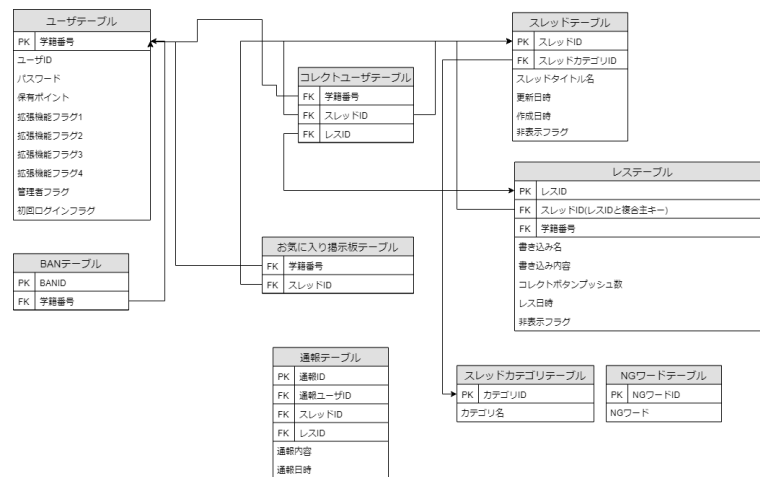 ユーザテーブル
PK 学籍番号
ユーザID
パスワード
保有ポイント
拡張機能フラグ1
拡張機能フラグ2
拡張機能フラグ3
拡張機能フラグ4
管理者フラグ
初回ログインフラグ
BANテーブル
PK BANID
FK 学籍番号
コレクトユーザテーブル
FK 学籍番号
FK スレッドID
FK レスID
お気に入り掲示板テーブル
FK 学籍番号
FK スレッドID
通報テーブル
PK 通報ID
FK 通報ユーザID
FK スレッドID
FK レスID
通報内容
通報日時
スレッドテーブル
PK スレッドID
FK スレッドカテゴリID
スレッドタイトル名
更新日時
作成日時
非表示フラグ
レステーブル
PK レスID
FK スレッドID(レスIDと複合主キー)
FK 学籍番号
書き込み名
書き込み内容
コレクトボタンプッシュ数
レス日時
非表示フラグ
スレッドカテゴリテーブル
PK カテゴリID
カテゴリ名
NGワードテーブル
PK NGワードID
NGワード